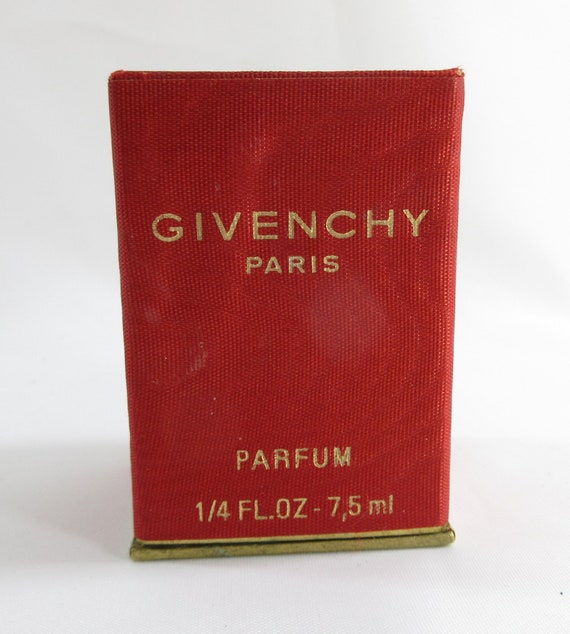 GIVENCHY
PARIS
PARFUM
1/4 FL.OZ - 7,5 ml